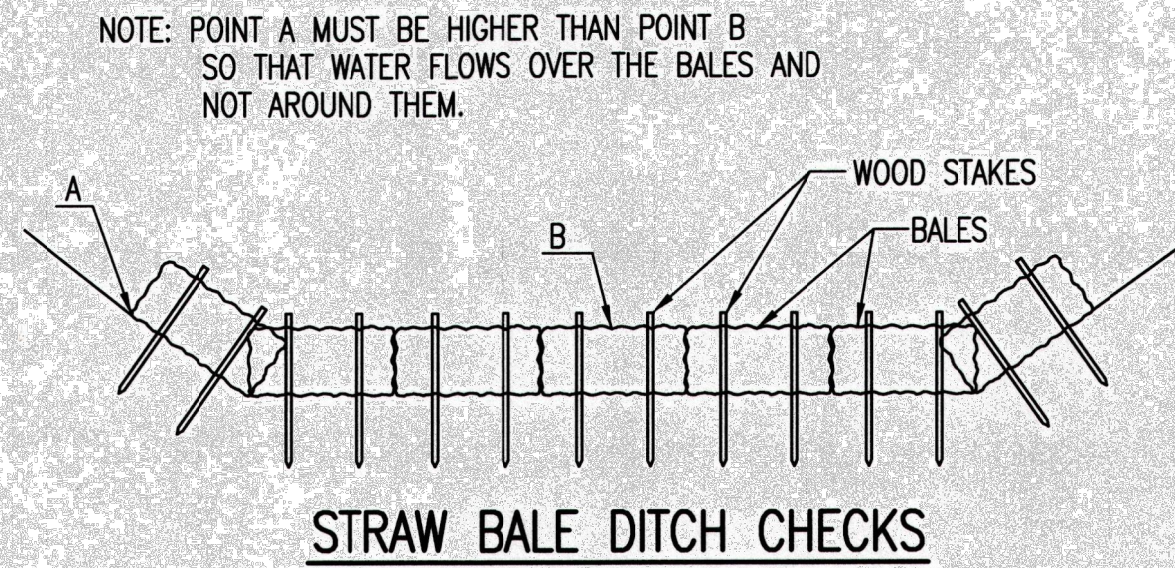 NOTE: POINT A MUST BE HIGHER THAN POINT B
SO THAT WATER FLOWS OVER THE BALES AND
NOT AROUND THEM.
A
B
WOOD STAKES
BALES
STRAW BALE DITCH CHECKS